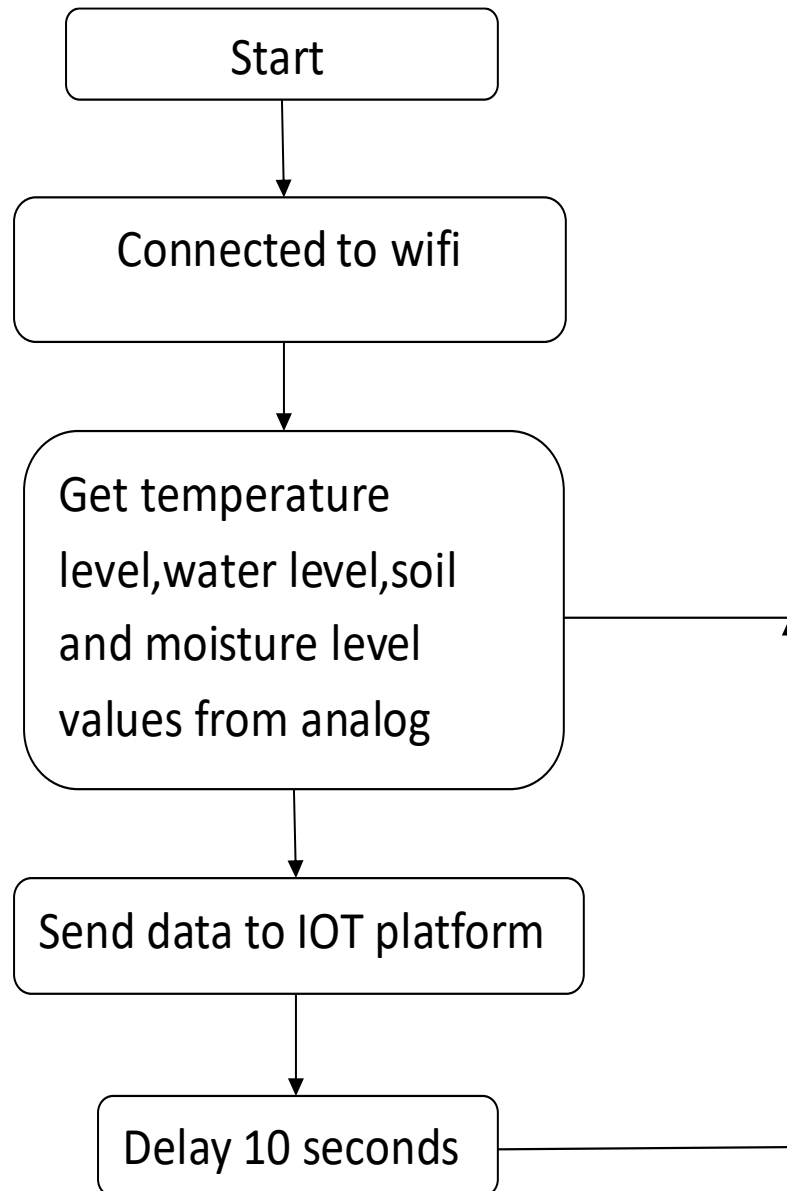 Start
Connected to wifi
Get temperature
level,water level,soil
and moisture level
values from analog
Send data to IOT platform
Delay 10 seconds